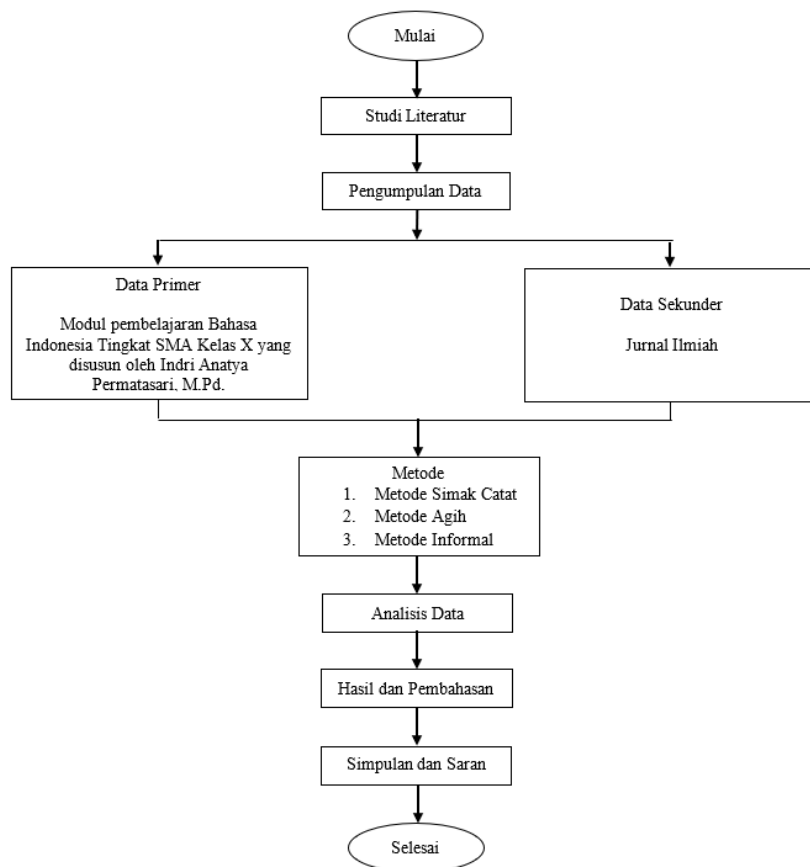 Mulai
Studi Literatur
Pengumpulan Data
Data Primer
Modul pembelajaran Bahasa
Indonesia Tingkat SMA Kelas X yang
disusun oleh Indri Anatya
Permatasari, M.Pd.
Data Sekunder
Jurnal Ilmiah
Metode
1. Metode Simak Catat
2. Metode Agih
3. Metode Informal
Analisis Data
Hasil dan Pembahasan
Simpulan dan Saran
Selesai